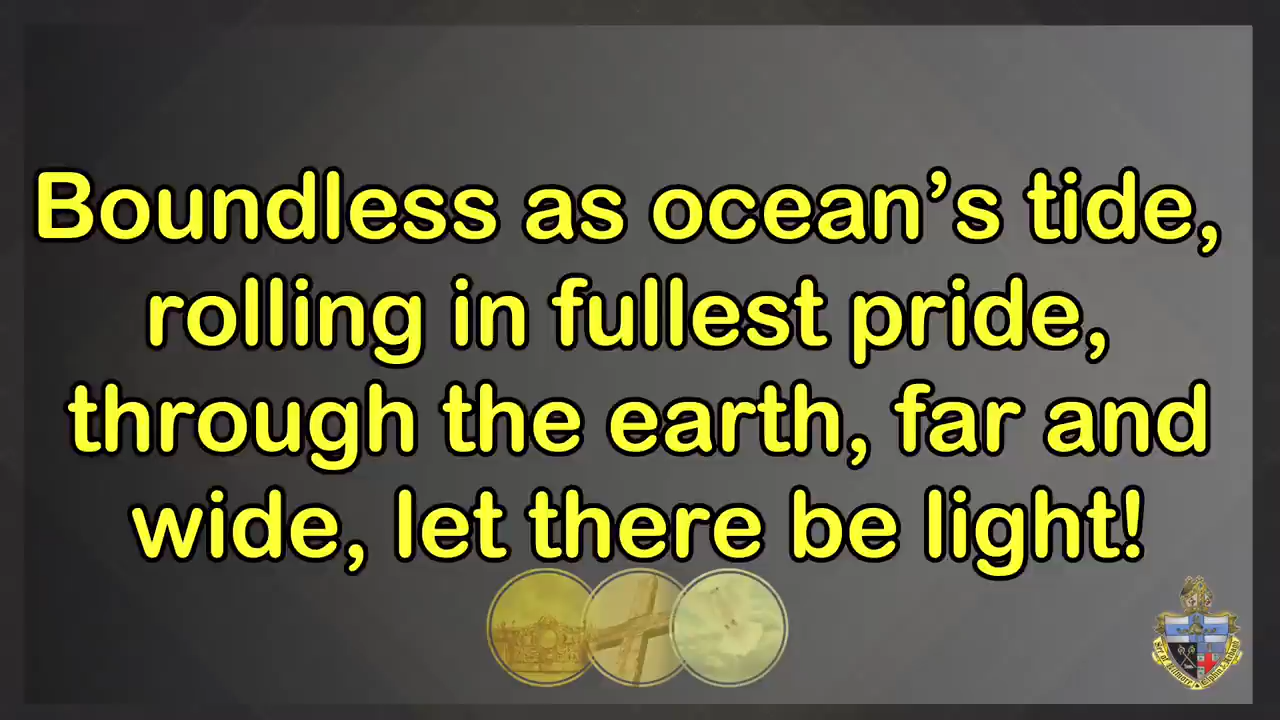 Boundless as ocean’s tide,
rolling in fullest pride,
through the earth, far and
wide, let there be light!